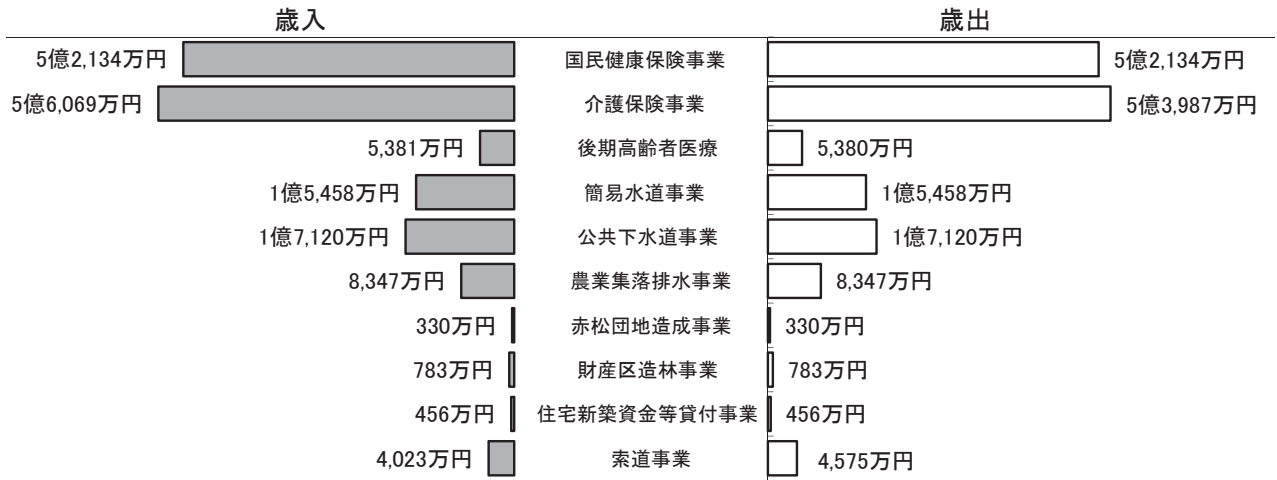 歳入 歳出
5億2,134万円 国民健康保険事業 5億2,134万円
5億6,069万円 介護保険事業 5億3,987万円
5,381万円 後期高齢者医療 5,380万円
1億5,458万円 簡易水道事業 1億5,458万円
1億7,120万円 公共下水道事業 1億7,120万円
8,347万円 農業集落排水事業 8,347万円
330万円 赤松団地造成事業 330万円
783万円 財産区造林事業 783万円
456万円 住宅新築資金等貸付事業 456万円
4,023万円 索道事業 4,575万円